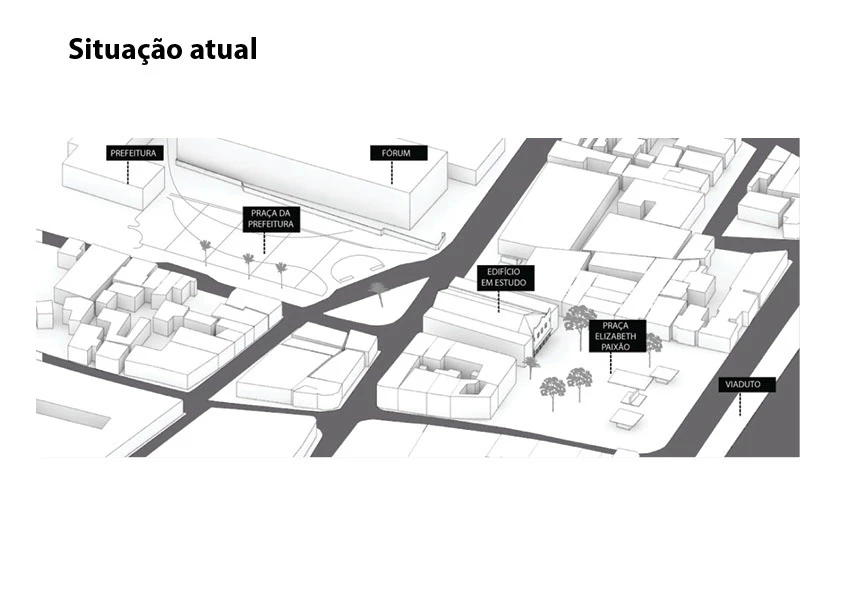 Situação atual
PREFEITURA
FÓRUM
PRAÇA DA
PREFEITURA
EDIFÍCIO
EM ESTUDO
PRAÇA
ELIZABETH
PAIXÃO
VIADUTO